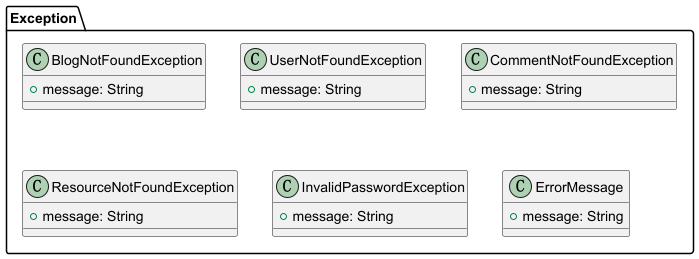 Exception
C BlogNotFoundException
message: String
C UserNotFoundException
message: String
C CommentNotFoundException
message: String
C ResourceNotFoundException
message: String
C InvalidPasswordException
message: String
C ErrorMessage
message: String